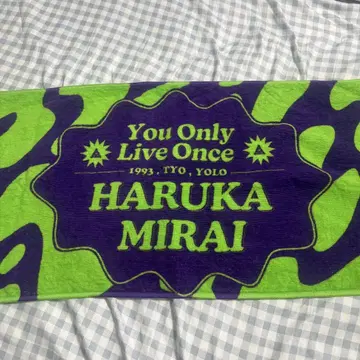 You Only
Live Once
1993 , TYO , YOLO
HARUKA
MIRAI